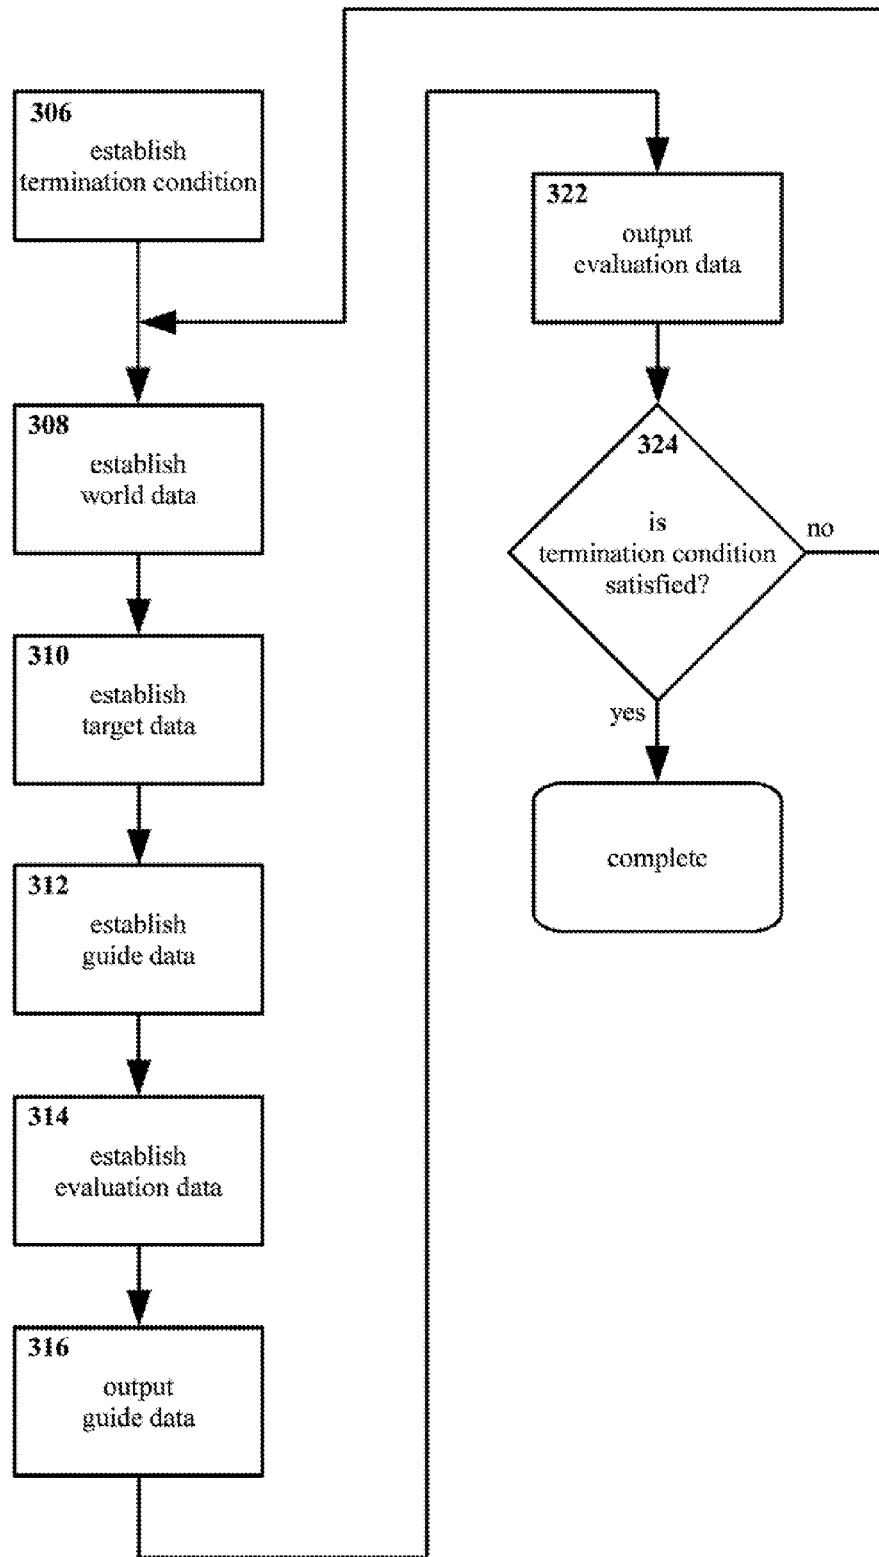 306
establish
termination condition
308
establish
world data
310
establish
target data
312
establish
guide data
314
establish
evaluation data
316
output
guide data
322
output
evaluation data
324
is
termination condition
satisfied?
no
yes
complete